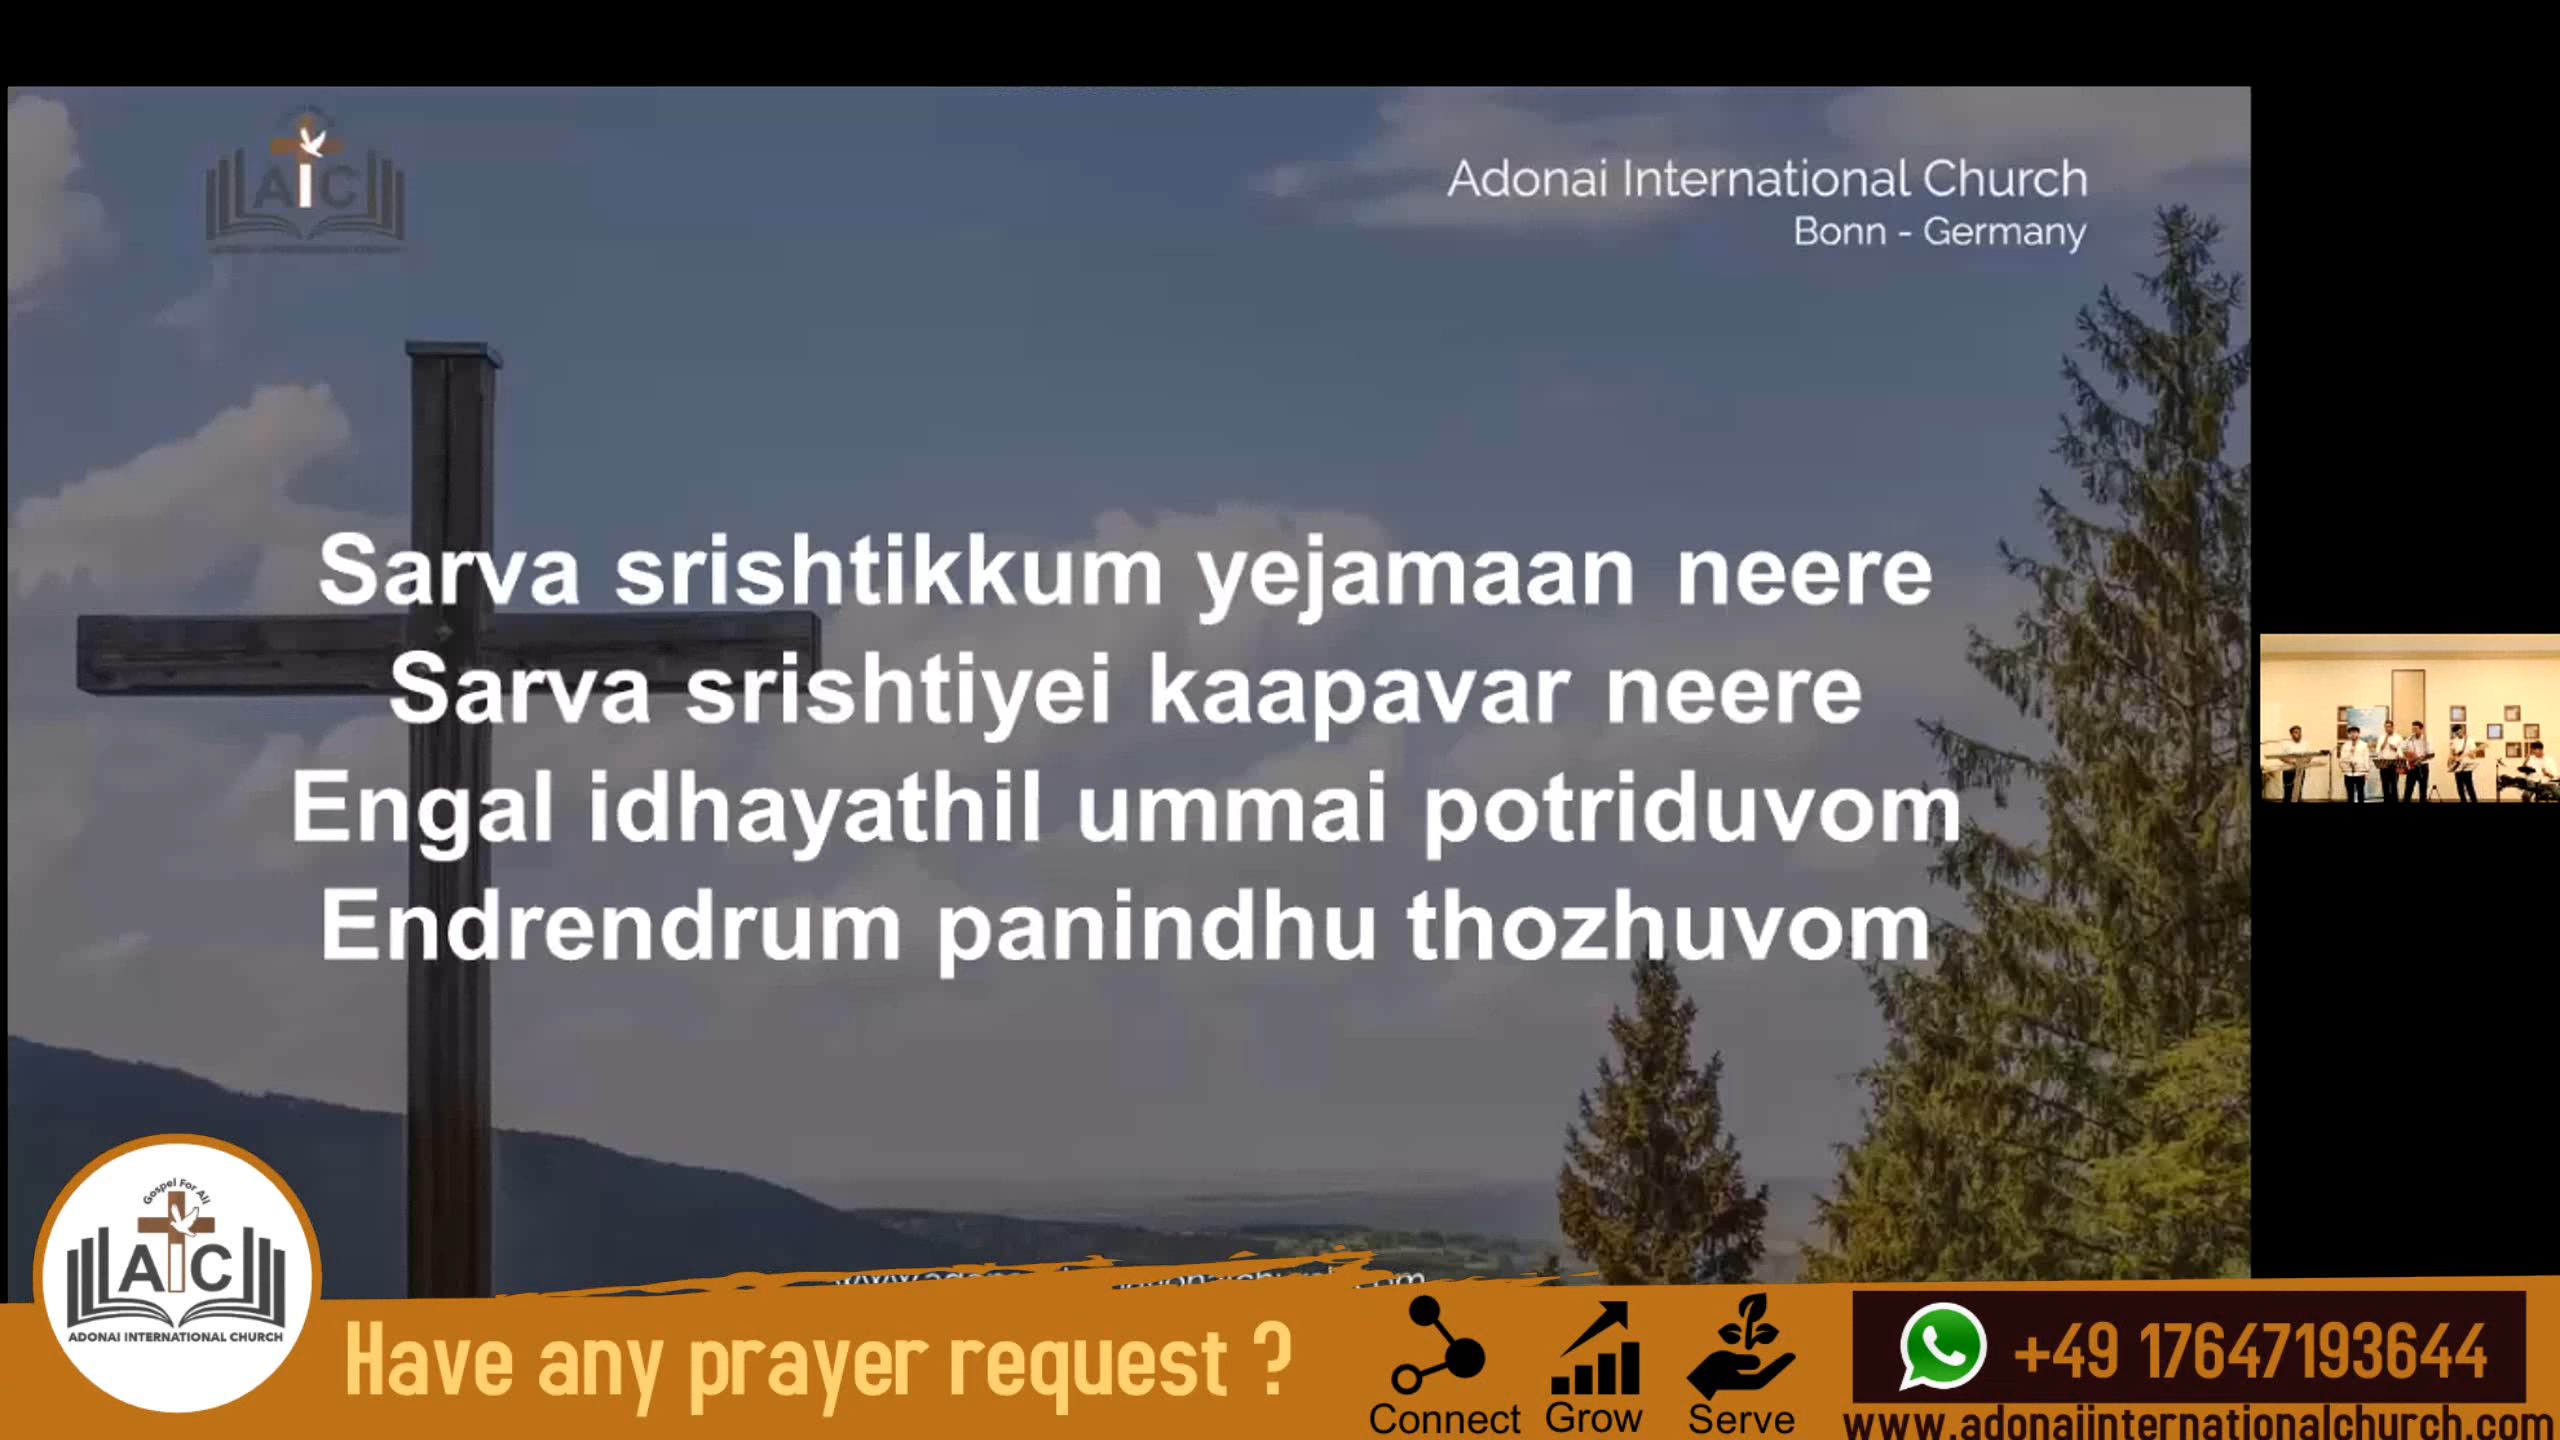 AIC
Adonai International Church
Bonn - Germany
Sarva srishtikkum yejamaan neere
Sarva srishtiyei kaapavar neere
Engal idhayathil ummai potriduvom
Endrendrum panindhu thozhuvom
Gospel For All
AIC
ADONAI INTERNATIONAL CHURCH
Have any prayer request ?
Connect Grow Serve
+49 17647193644
www.adonaiinternationalchurch.com